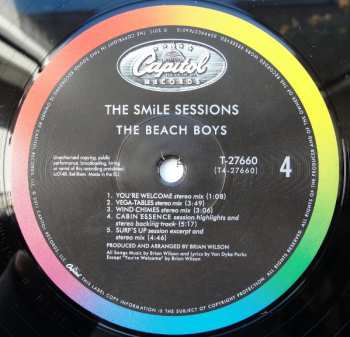 Capitol
RECORDS
THE SMiLE SESSIONS
THE BEACH BOYS
Unauthorised copying, public
performance, broadcasting, hiring
or rental of this recording prohibited.
Made in the EU.
T-27660
[T4-27660]
4
1. YOU'RE WELCOME stereo mix (1:08)
2. VEGA-TABLES stereo mix (3:49)
3. WIND CHIMES stereo mix (3:06)
4. CABIN ESSENCE session highlights and
stereo backing track (5:17)
5. SURF'S UP session excerpt and
stereo mix (4:46)
PRODUCED AND ARRANGED BY BRIAN WILSON
All Songs Music by Brian Wilson and Lyrics by Van Dyke Parks
Except "You're Welcome" by Brian Wilson
Capitol